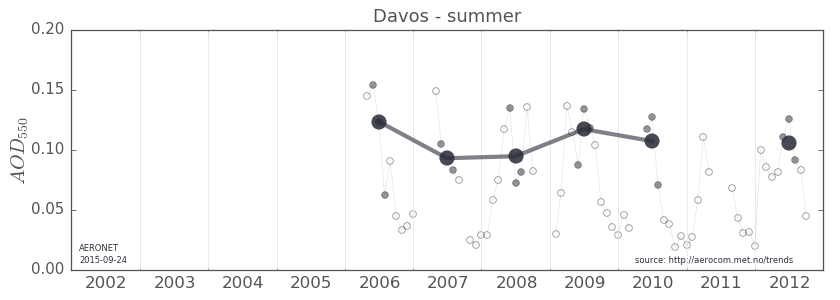 Davos - summer
0.20
0.15
0.10
0.05
0.00
AOD550
AERONET
2015-09-24
source: http://aerocom.met.no/trends
2002 2003 2004 2005 2006 2007 2008 2009 2010 2011 2012